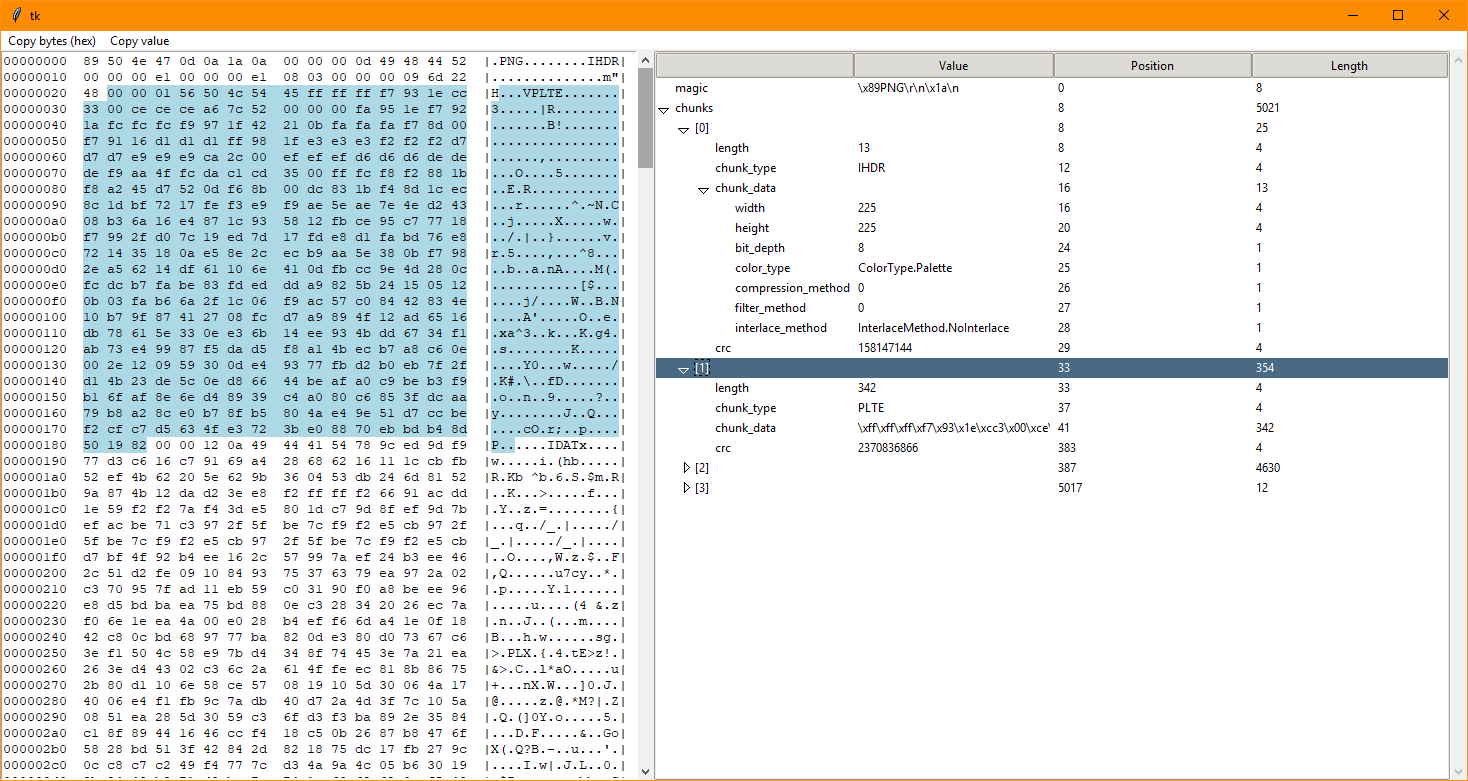 tk
Copy bytes (hex) Copy value
00000000 89 50 4e 47 0d 0a 1a 0a 00 00 00 0d 49 48 44 52 |.PNG........IHDR|
00000010 00 00 00 e1 00 00 00 e1 08 03 00 00 00 09 6d 22 |..............m"|
00000020 48 00 00 01 56 50 4c 54 45 ff ff ff f7 93 1e cc |H...VPLTE.......|
00000030 33 00 ce ce ce a6 7c 52 00 00 00 fa 95 1e f7 92 |3.....|R........|
00000040 1a fc fc fc f9 97 1f 42 21 0b fa fa fa f7 8d 00 |.......B!.......|
00000050 f7 91 16 d1 d1 d1 ff 98 1f e3 e3 e3 f2 f2 f2 d7 |................|
00000060 d7 d7 e9 e9 e9 ca 2c 00 ef ef ef d6 d6 d6 de de |......,.........|
00000070 de f9 aa 4f fc da c1 cd 35 00 ff fc f8 f2 88 1b |...O....5.......|
00000080 f8 a2 45 d7 52 0d f6 8b 00 dc 83 1b f4 8d 1c ec |..E.R...........|
00000090 8c 1d bf 72 17 fe f3 e9 f9 ae 5e ae 7e 4e d2 43 |...r......^.~N.C|
000000a0 08 b3 6a 16 e4 87 1c 93 58 12 fb ce 95 c7 77 18 |..j.....X.....w.|
000000b0 f7 99 2f d0 7c 19 ed 7d 17 fd e8 d1 fa bd 76 e8 |../.|..}......v.|
000000c0 72 14 35 18 0a e5 8e 2c ec b9 aa 5e 38 0b f7 98 |r.5....,...^8...|
000000d0 2e a5 62 14 df 61 10 6e 41 0d fb cc 9e 4d 28 0c |..b..a.nA....M(.|
000000e0 fc dc b7 fa be 83 fd ed dd a9 82 5b 24 15 05 12 |...........[$...|
000000f0 0b 03 fa b6 6a 2f 1c 06 f9 ac 57 c0 84 42 83 4e |....j/....W..B.N|
00000100 10 b7 9f 87 41 27 08 fc d7 a9 89 4f 12 ad 65 16 |....A'.....O..e.|
00000110 db 78 61 5e 33 0e e3 6b 14 ee 93 4b dd 67 34 f1 |.xa^3..k...K.g4.|
00000120 ab 73 e4 99 87 f5 da d5 f8 a1 4b ec b7 a8 c6 0e |.s........K.....|
00000130 00 2e 12 09 59 30 0d e4 93 77 fb d2 b0 eb 7f 2f |....Y0...w...../|
00000140 d1 4b 23 de 5c 0e d8 66 44 be af a0 c9 be b3 f9 |.K#.\..fD.......|
00000150 b1 6f af 8e 6e d4 89 39 c4 a0 80 c6 85 3f dc aa |.o..n..9.....?..|
00000160 79 b8 a2 8c e0 b7 8f b5 80 4a e4 9e 51 d7 cc be |y........J..Q...|
00000170 f2 cf c7 d5 63 4f e3 72 3b e0 88 70 eb bd b4 8d |....cO.r;..p....|
00000180 50 19 82 00 00 12 0a 49 44 41 54 78 9c ed 9d f9 |P......IDATx....|
00000190 77 d3 c6 16 c7 91 69 a4 28 68 62 16 11 1c cb fb |w.....i.(hb.....|
000001a0 52 ef 4b 62 20 5e 62 9b 36 04 53 db 24 6d 81 52 |R.Kb ^b.6.S.$m.R|
000001b0 9a 87 4b 12 da d2 3e e8 f2 ff ff f2 66 91 ac dd |..K...>.....f...|
000001c0 1e 59 f2 f2 7a f4 3d e5 80 1d c7 9d 8f ef 9d 7b |.Y..z.=........{|
000001d0 ef ac be 71 c3 97 2f 5f be 7c f9 f2 e5 cb 97 2f |...q../_.|...../|
000001e0 5f be 7c f9 f2 e5 cb 97 2f 5f be 7c f9 f2 e5 cb |_.|...../_.|....|
000001f0 d7 bf 4f 92 b4 ee 16 2c 57 99 7a ef 24 b3 ee 46 |..O....,W.z.$..F|
00000200 2c 51 d2 fe 09 10 84 93 75 37 63 79 ea 97 2a 02 |,Q......u7cy..*.|
00000210 c3 70 95 7f ad 11 eb 59 c0 31 90 f0 a8 be ee 96 |.p.....Y.1......|
00000220 e8 d5 bd ba ea 75 bd 88 0e c3 28 34 20 26 ec 7a |.....u....(4 &.z|
00000230 f0 6e 1e ea 4a 00 e0 28 b4 ef f6 6d a4 1e 0f 18 |.n..J..(...m....|
00000240 42 c8 0c bd 68 97 77 ba 82 0d e3 80 d0 73 67 c6 |B...h.w......sg.|
00000250 3e f1 50 4c 58 e9 7b d4 34 8f 74 45 3e 7a 21 ea |>.PLX.{.4.tE>z!.|
00000260 26 3e d4 43 02 c3 6c 2a 61 4f fe ec 81 8b 86 75 |&>.C..l*aO.....u|
00000270 2b 80 d1 10 6e 58 ce 57 08 19 10 5d 30 06 4a 17 |+...nX.W...]0.J.|
00000280 40 06 e4 f1 fb 9c 7a db 40 d7 2a 4d 3f 7c 10 5a |@.....z.@.*M?|.Z|
00000290 08 51 ea 28 5d 30 59 c3 6f d3 f3 ba 89 2e 35 84 |.Q.(]0Y.o.....5.|
000002a0 c1 8f 89 44 16 46 cc f4 18 c5 0b 26 87 b8 47 6f |...D.F.....&..Go|
000002b0 58 28 bd 51 3f 42 84 2d 82 18 75 dc 17 fb 27 9c |X(.Q?B.-..u...'.|
000002c0 0c c8 c7 c2 49 f4 77 7c d3 4a 9a 4c 05 b6 30 19 |....I.w|.J.L..0.|
Value Position Length
magic \x89PNG\r\n\x1a\n 0 8
chunks 8 5021
[0] 8 25
length 13 8 4
chunk_type IHDR 12 4
chunk_data 16 13
width 225 16 4
height 225 20 4
bit_depth 8 24 1
color_type ColorType.Palette 25 1
compression_method 0 26 1
filter_method 0 27 1
interlace_method InterlaceMethod.NoInterlace 28 1
crc 158147144 29 4
[1] 33 354
length 342 33 4
chunk_type PLTE 37 4
chunk_data \xff\xff\xff\xf7\x93\x1e\xcc3\x00\xce\ 41 342
crc 2370836866 383 4
[2] 387 4630
[3] 5017 12